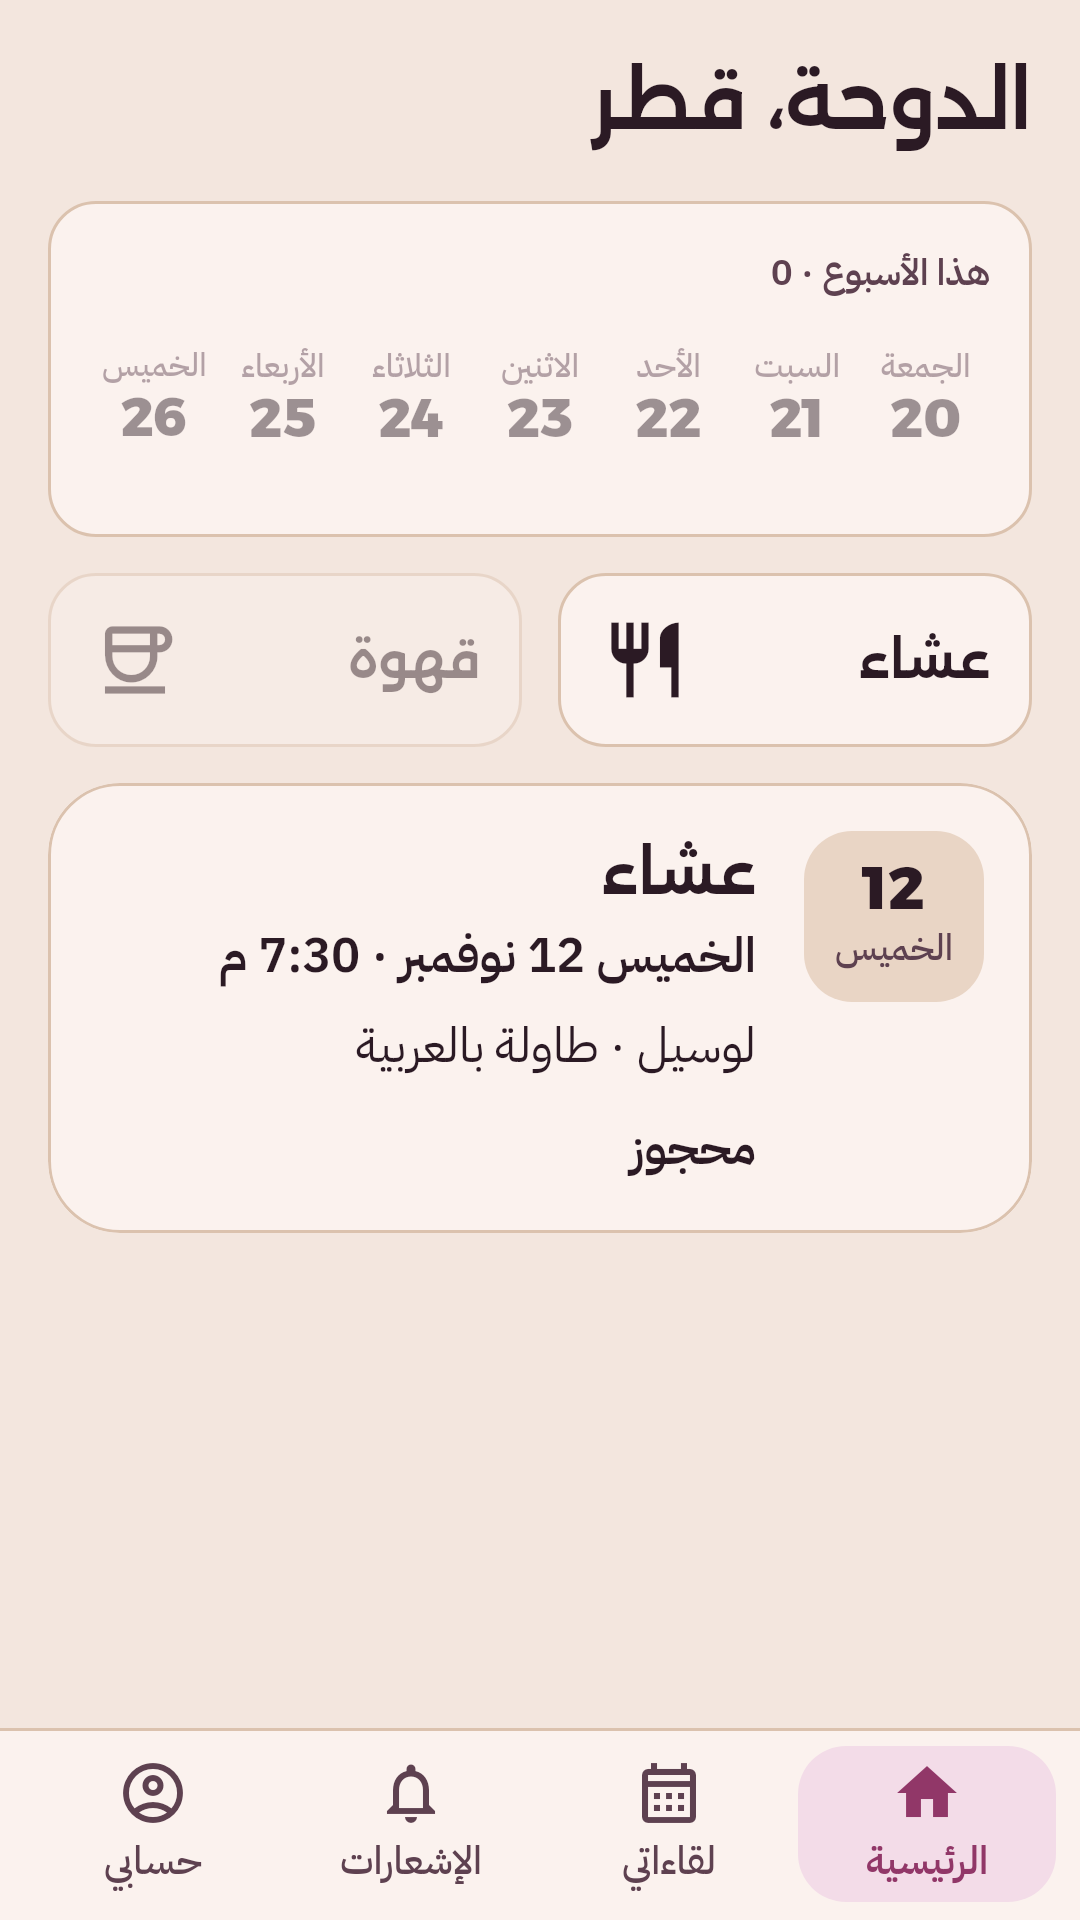 الدوحة، قطر
هذا الأسبوع · 0
الجمعة السبت الأحد الاثنين الثلاثاء الأربعاء الخميس
20 21 22 23 24 25 26
عشاء
قهوة
12
الخميس
عشاء
الخميس 12 نوفمبر · 7:30 م
لوسيل · طاولة بالعربية
محجوز
الرئيسية لقاءاتي الإشعارات حسابي